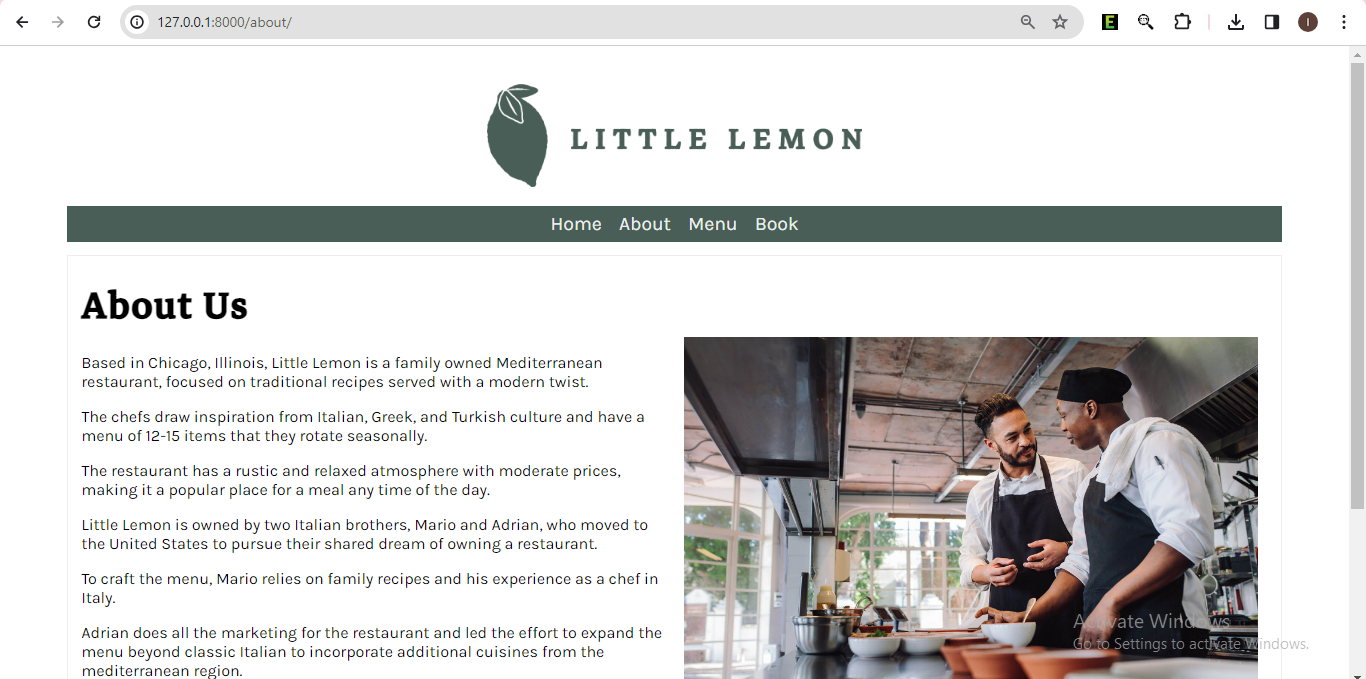 127.0.0.1:8000/about/
E
I
LITTLE LEMON
Home About Menu Book
About Us
Based in Chicago, Illinois, Little Lemon is a family owned Mediterranean
restaurant, focused on traditional recipes served with a modern twist.
The chefs draw inspiration from Italian, Greek, and Turkish culture and have a
menu of 12-15 items that they rotate seasonally.
The restaurant has a rustic and relaxed atmosphere with moderate prices,
making it a popular place for a meal any time of the day.
Little Lemon is owned by two Italian brothers, Mario and Adrian, who moved to
the United States to pursue their shared dream of owning a restaurant.
To craft the menu, Mario relies on family recipes and his experience as a chef in
Italy.
Adrian does all the marketing for the restaurant and led the effort to expand the
menu beyond classic Italian to incorporate additional cuisines from the
mediterranean region.
Activate Windows
Go to Settings to activate Windows.